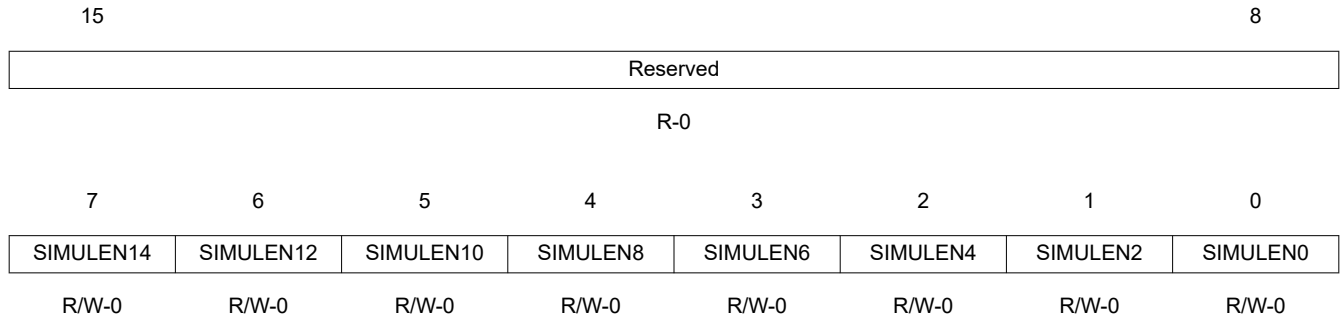 15 8
Reserved
R-0
7 6 5 4 3 2 1 0
SIMULEN14 SIMULEN12 SIMULEN10 SIMULEN8 SIMULEN6 SIMULEN4 SIMULEN2 SIMULEN0
R/W-0 R/W-0 R/W-0 R/W-0 R/W-0 R/W-0 R/W-0 R/W-0